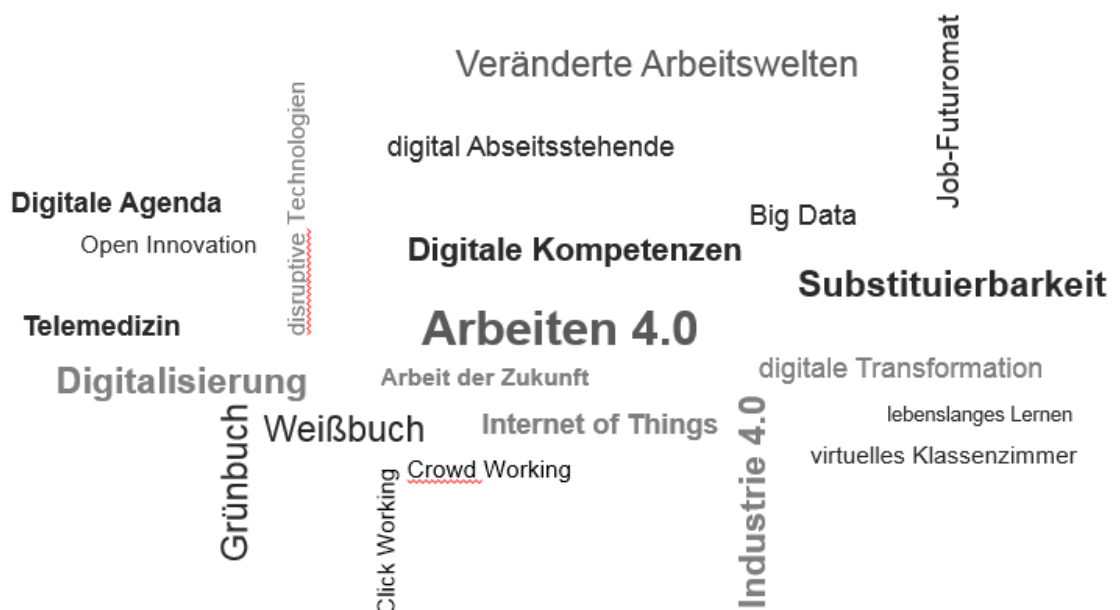 Veränderte Arbeitswelten
Job-Futuromat
disruptive Technologien
digital Abseitsstehende
Digitale Agenda
Big Data
Open Innovation
Digitale Kompetenzen
Substituierbarkeit
Telemedizin
Arbeiten 4.0
digitale Transformation
Digitalisierung
Arbeit der Zukunft
Industrie 4.0
lebenslanges Lernen
Grünbuch
Weißbuch
Internet of Things
virtuelles Klassenzimmer
Crowd Working
Click Working